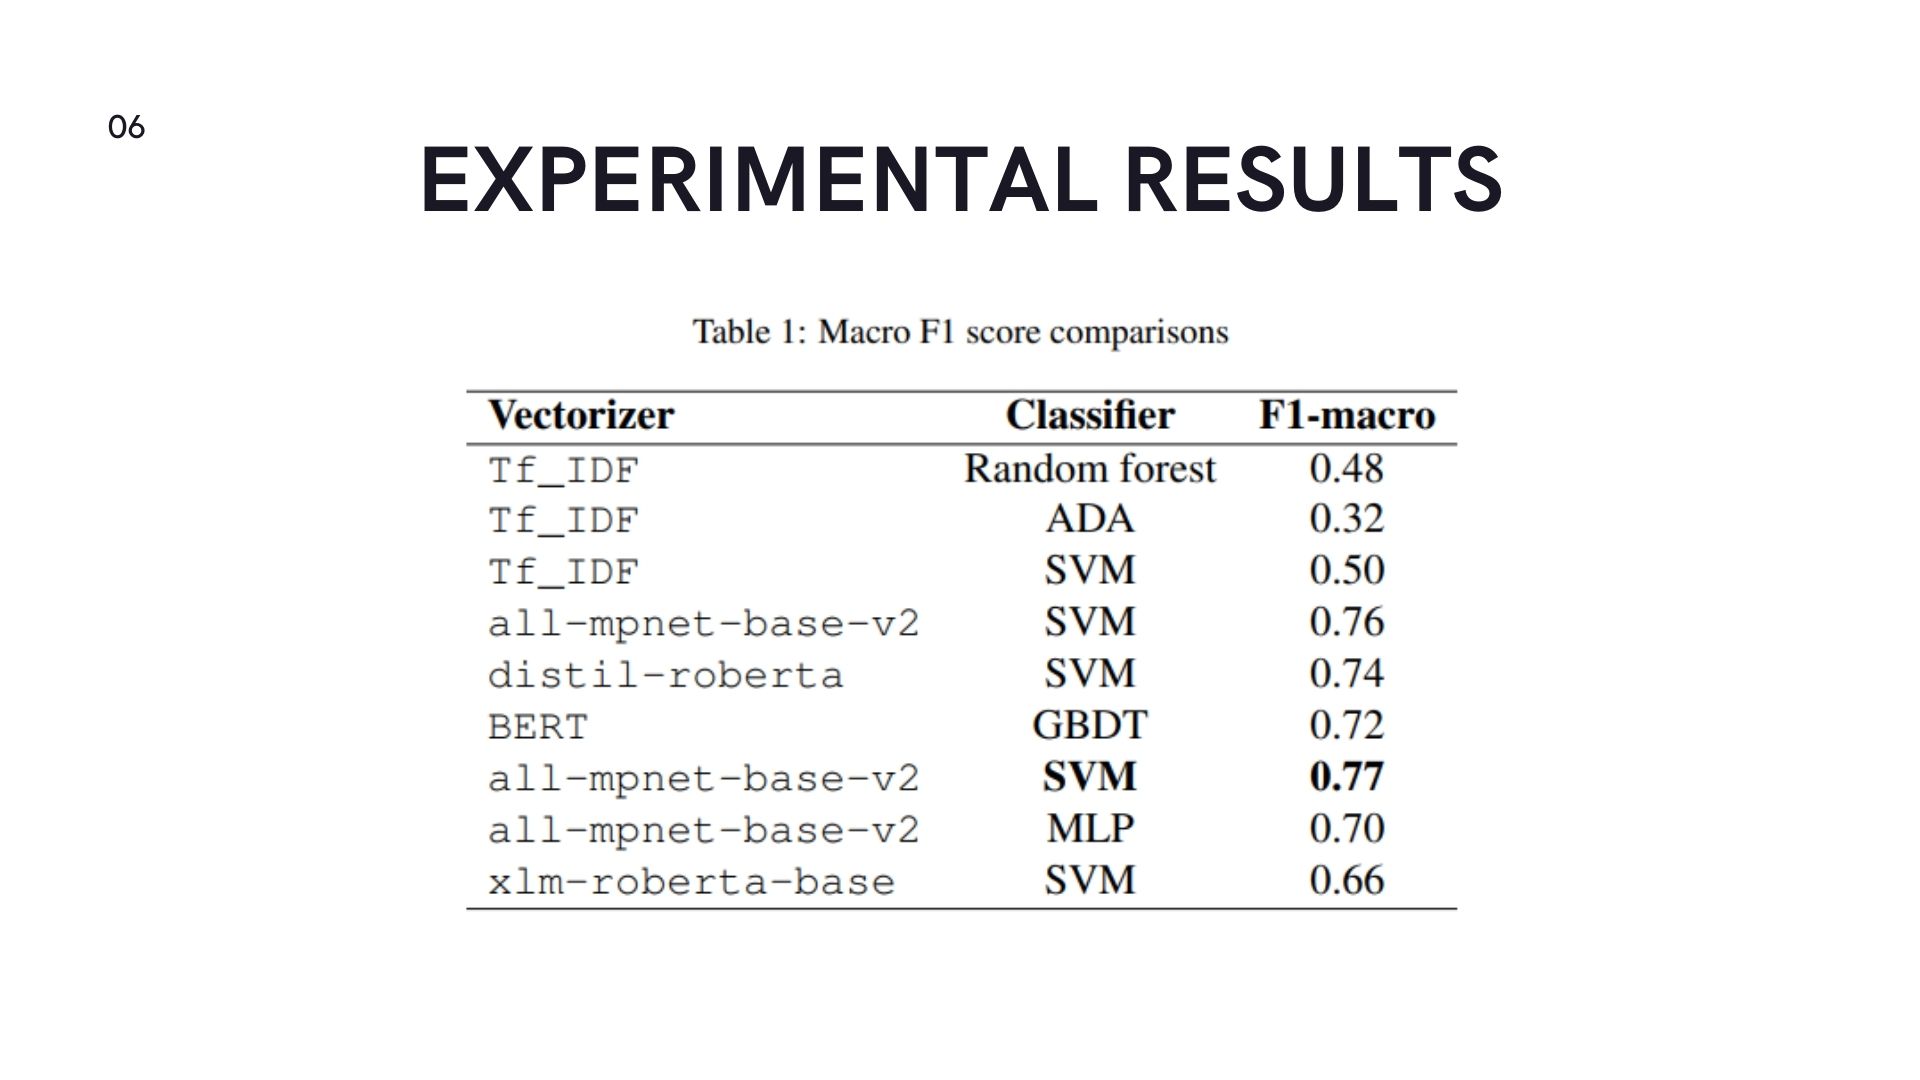 06
EXPERIMENTAL RESULTS
Table 1: Macro F1 score comparisons
Vectorizer Classifier F1-macro
Tf_IDF Random forest 0.48
Tf_IDF ADA 0.32
Tf_IDF SVM 0.50
all-mpnet-base-v2 SVM 0.76
distil-roberta SVM 0.74
BERT GBDT 0.72
all-mpnet-base-v2 SVM 0.77
all-mpnet-base-v2 MLP 0.70
xlm-roberta-base SVM 0.66